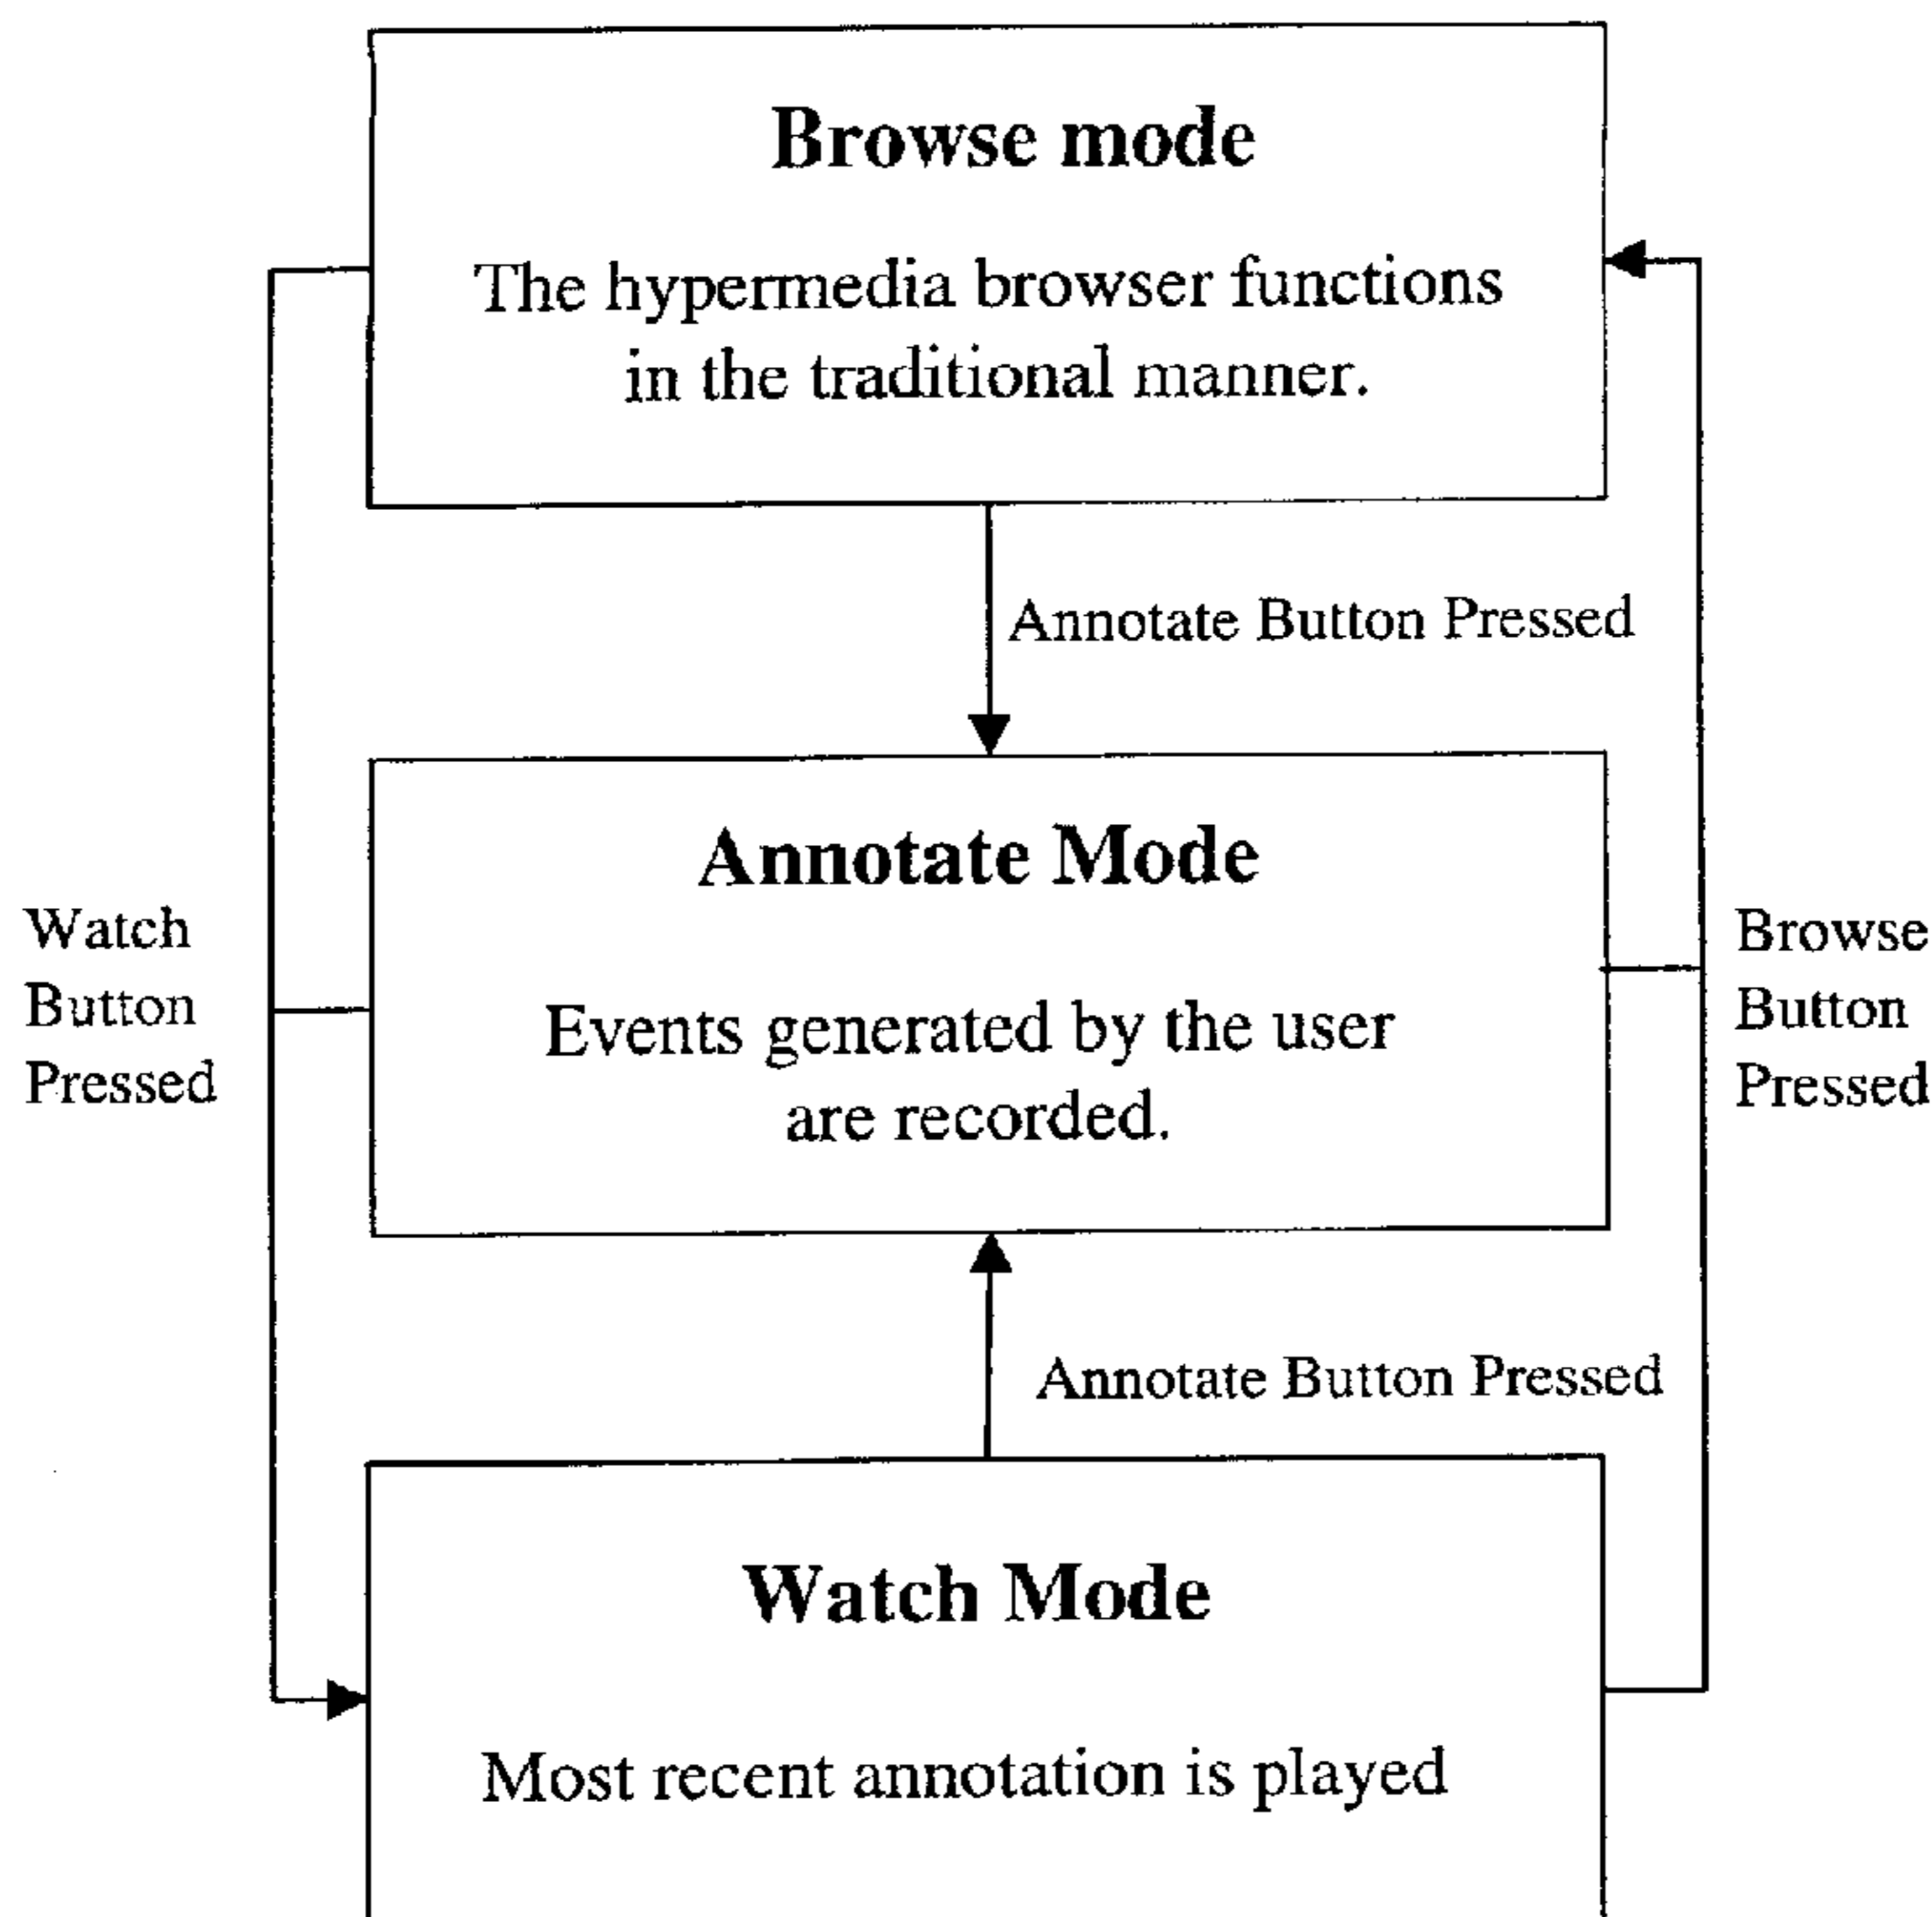 Browse mode
The hypermedia browser functions
in the traditional manner.
Annotate Button Pressed
Annotate Mode
Events generated by the user
are recorded.
Watch
Button
Pressed
Browse
Button
Pressed
Annotate Button Pressed
Watch Mode
Most recent annotation is played